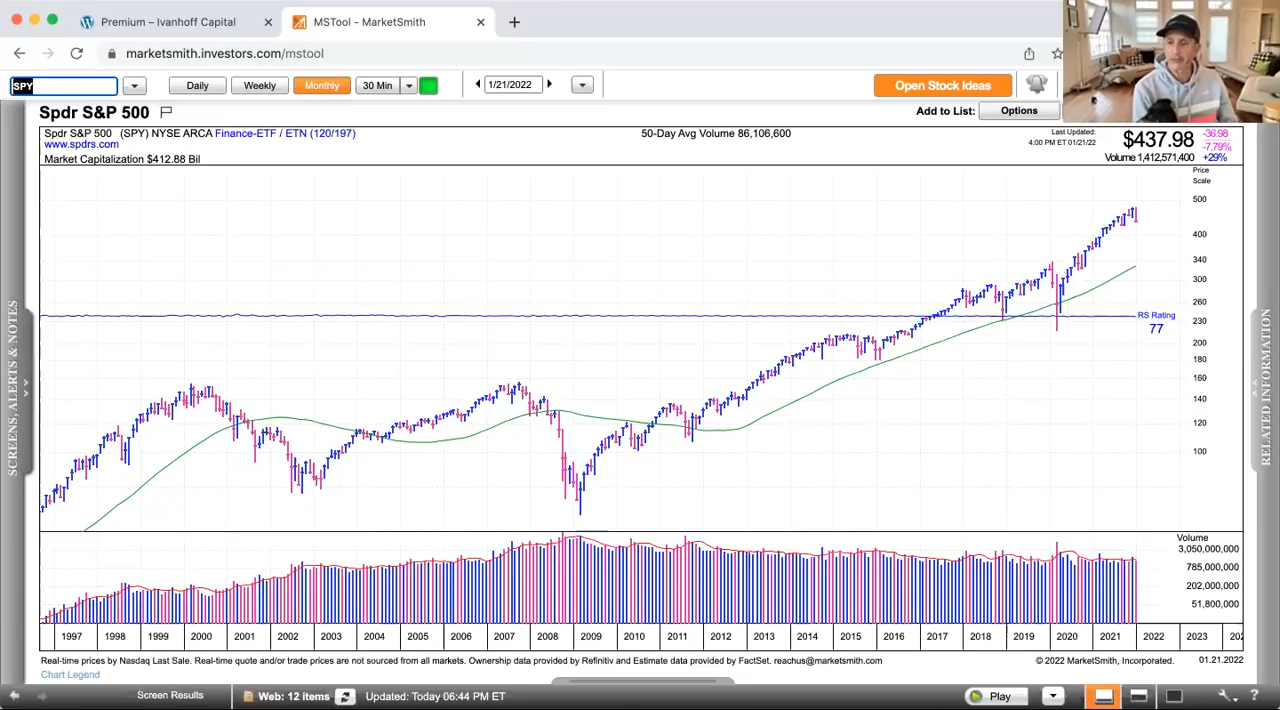 Premium – Ivanhoff Capital
MSTool - MarketSmith
marketsmith.investors.com/mstool
SPY
Daily
Weekly
Monthly
30 Min
1/21/2022
Open Stock Ideas
Spdr S&P 500
Add to List:
Options
Spdr S&P 500 (SPY) NYSE ARCA Finance-ETF / ETN (120/197)
50-Day Avg Volume 86,106,600
Last Updated:
4:00 PM ET 01/21/22
$437.98
-36.98
-7.79%
www.spdrs.com
Market Capitalization $412.88 Bil
Volume 1,412,571,400 +29%
Price
Scale
500
400
340
300
260
230
200
180
160
140
120
100
RS Rating
77
SCREENS, ALERTS & NOTES
RELATED INFORMATION
Volume
3,050,000,000
785,000,000
202,000,000
51,800,000
1997 1998 1999 2000 2001 2002 2003 2004 2005 2006 2007 2008 2009 2010 2011 2012 2013 2014 2015 2016 2017 2018 2019 2020 2021 2022 2023 202
Real-time prices by Nasdaq Last Sale. Real-time quote and/or trade prices are not sourced from all markets. Ownership data provided by Refinitiv and Estimate data provided by FactSet. reachus@marketsmith.com
© 2022 MarketSmith, Incorporated.
01.21.2022
Chart Legend
Screen Results
Web: 12 items
Updated: Today 06:44 PM ET
Play